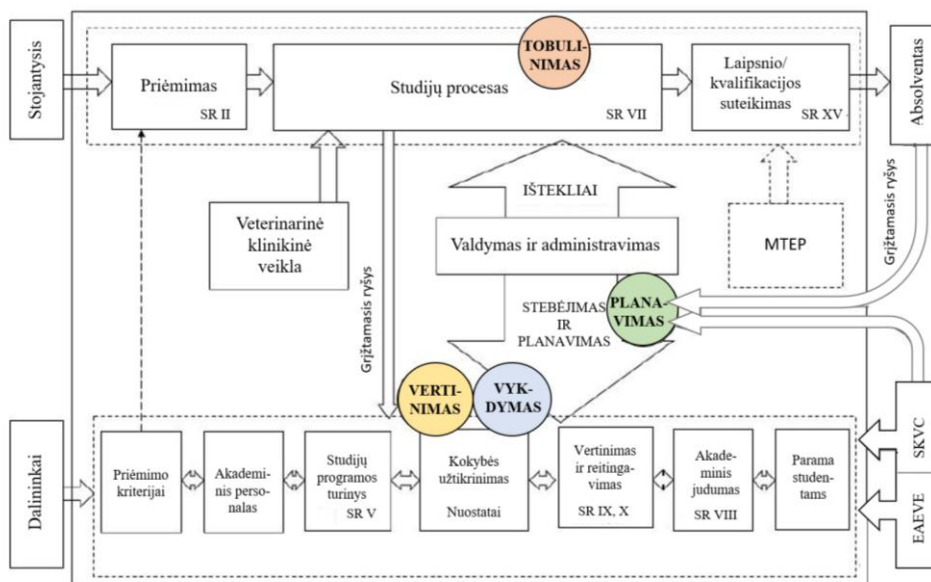 Stojantysis
Priėmimas
SR II
Studijų procesas
SR VII
TOBULI-
NIMAS
Laipsnio/
kvalifikacijos
suteikimas
SR XV
Absolventas
Grįžtamasis ryšys
Veterinarinė
klinikinė
veikla
Grįžtamasis ryšys
IŠTEKLIAI
Valdymas ir administravimas
MTEP
STEBĖJIMAS
IR
PLANAVIMAS
PLANA-
VIMAS
VERTI-
NIMAS
VYK-
DYMAS
Dalininkai
Priėmimo
kriterijai
Akademi-
nis perso-
nalas
Studijų
programos
turinys
SR V
Kokybės
užtikrinimas
Nuostatai
Vertinimas
ir reitinga-
vimas
SR IX, X
Akade-
minis
judumas
SR VIII
Parama
studen-
tams
SKVC
EAEVE